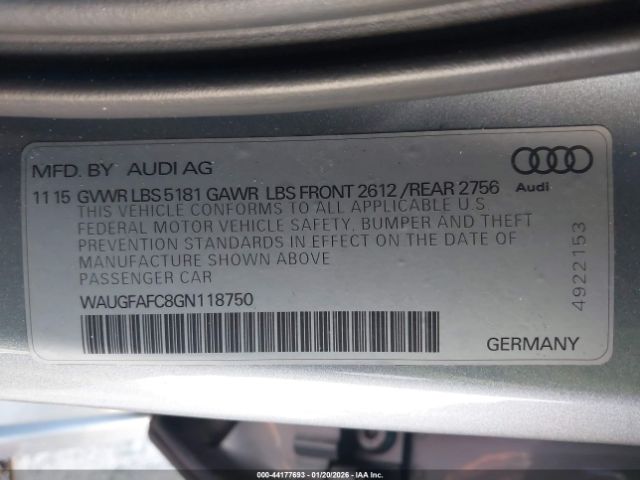 MFD. BY AUDI AG
11 15 GVWR LBS 5181 GAWR LBS FRONT 2612 /REAR 2756
Audi
THIS VEHICLE CONFORMS TO ALL APPLICABLE U.S
FEDERAL MOTOR VEHICLE SAFETY, BUMPER AND THEFT
PREVENTION STANDARDS IN EFFECT ON THE DATE OF
MANUFACTURE SHOWN ABOVE
PASSENGER CAR
WAUGFAFC8GN118750
GERMANY
4922153
000-44177693 - 01/20/2026 - IAAI.com